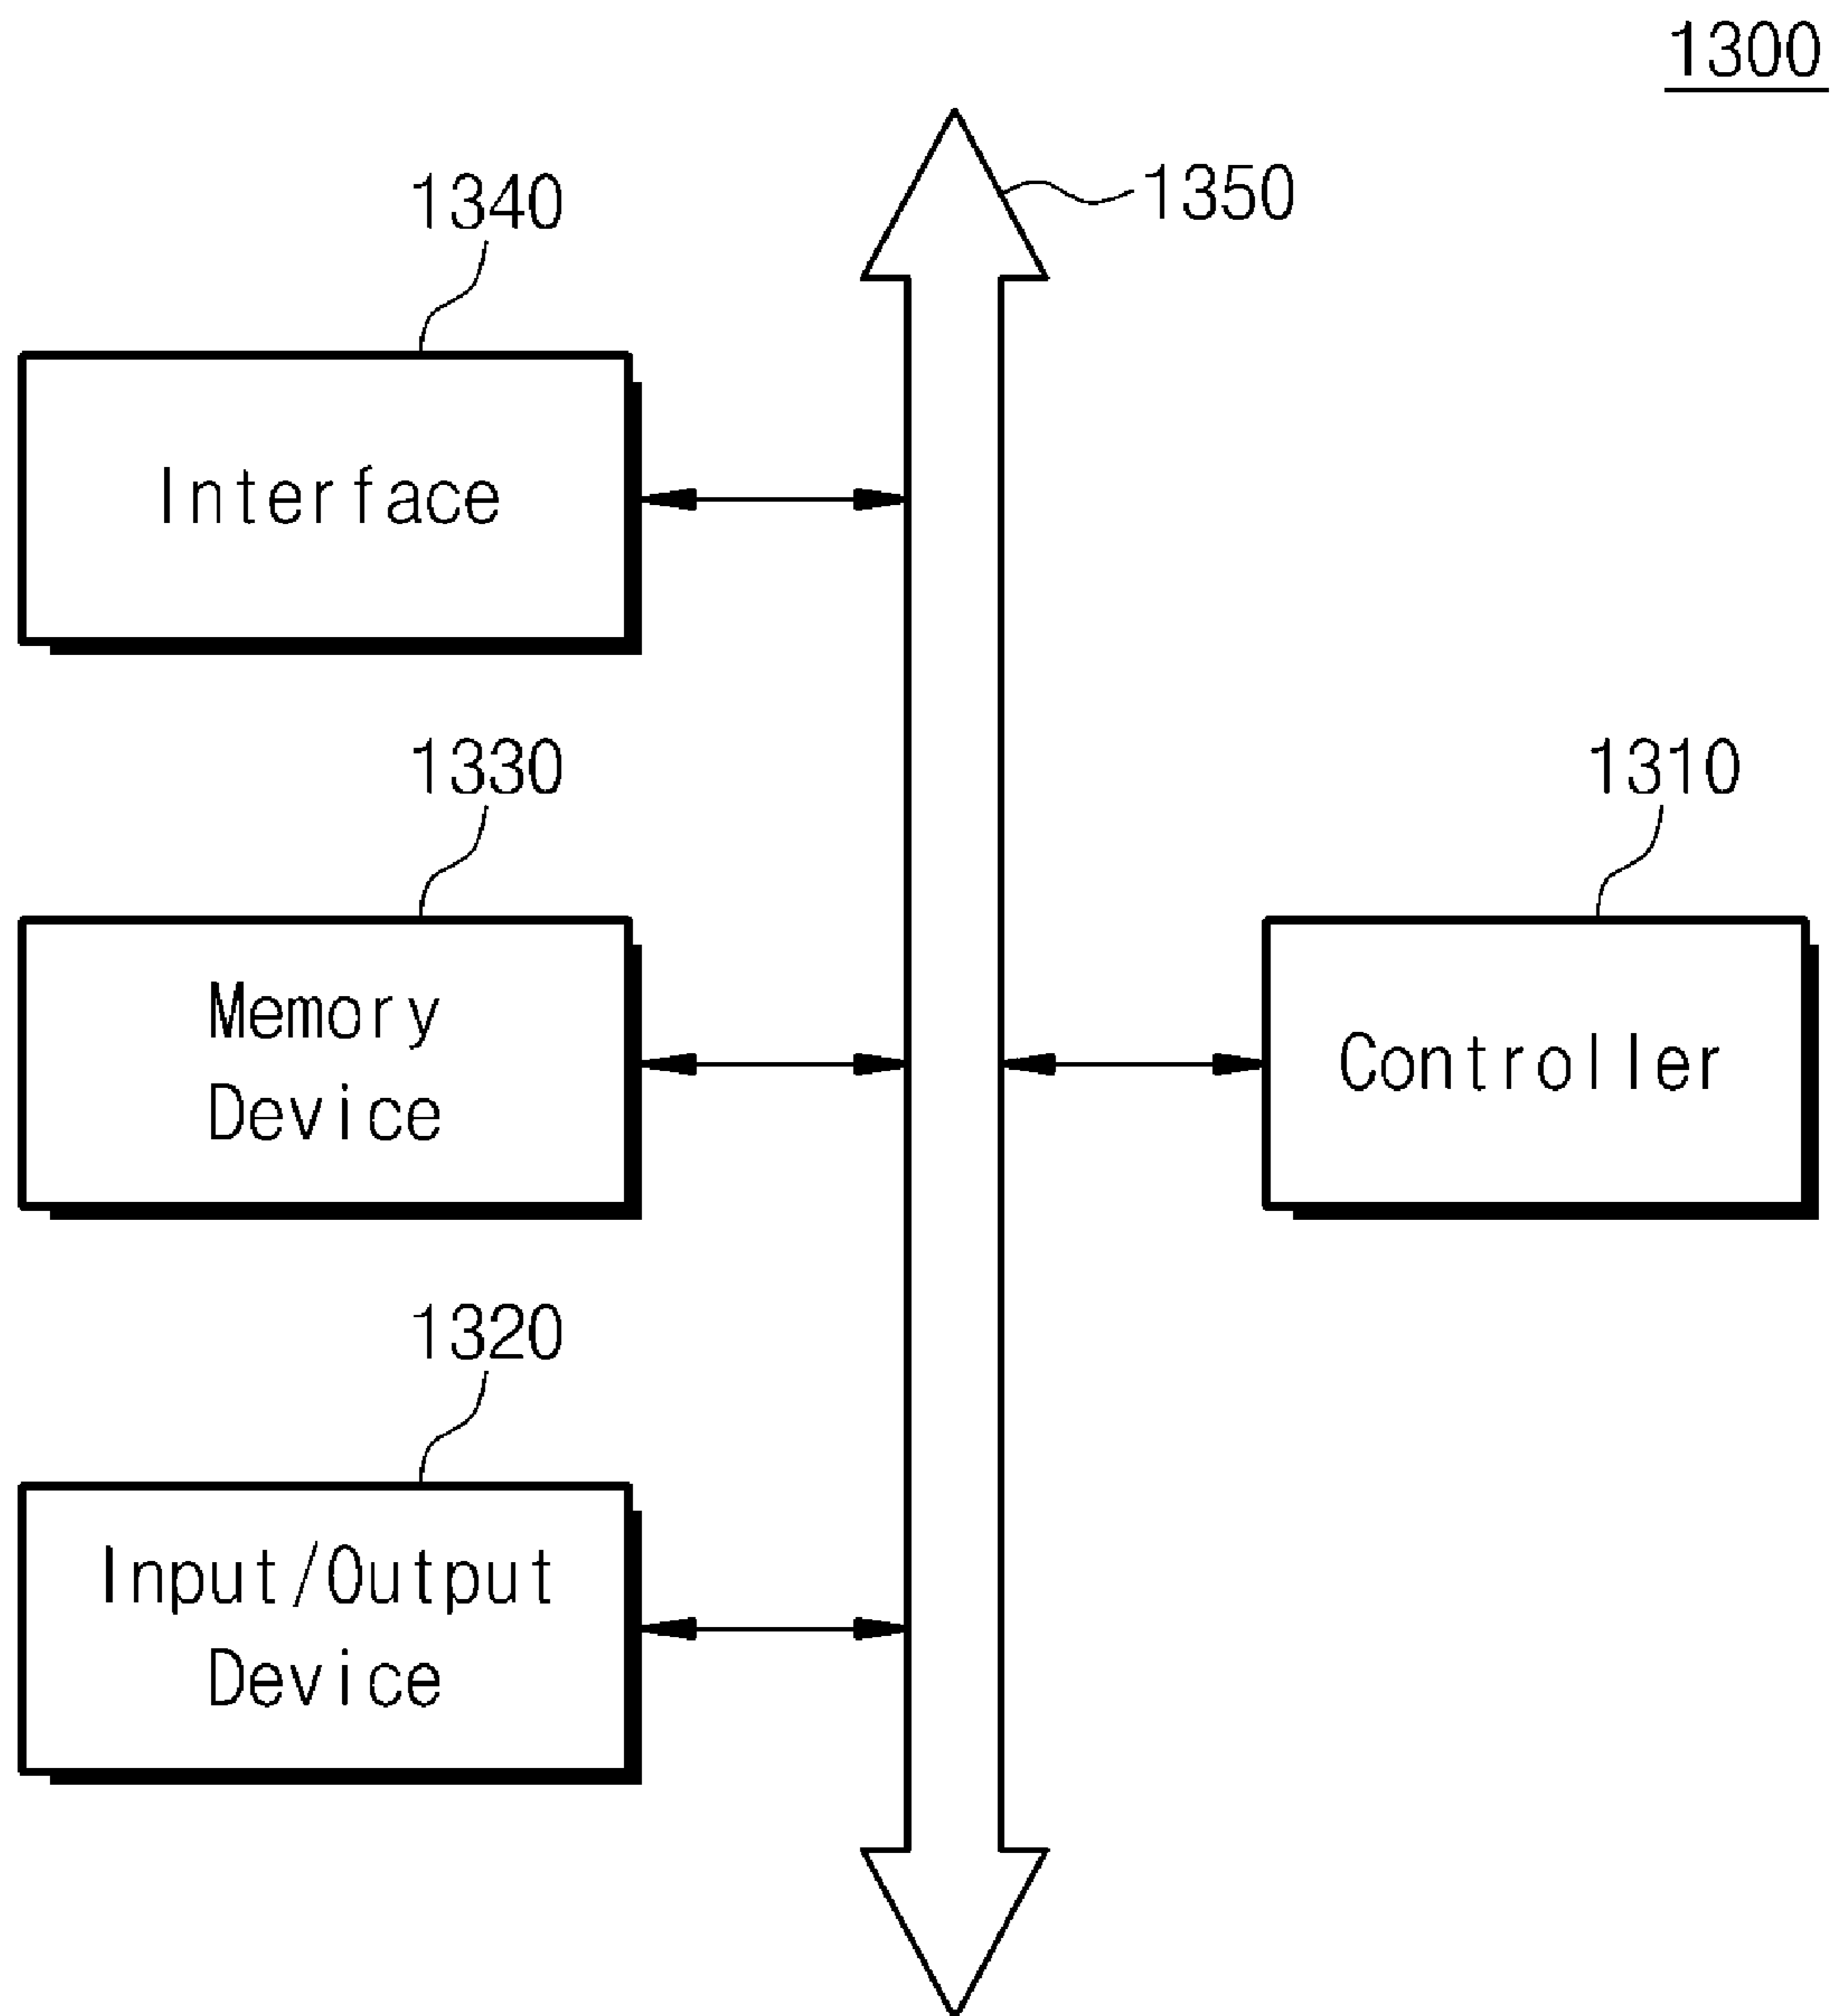 1300
1350
1340
Interface
1330
Memory
Device
1310
Controller
1320
Input/Output
Device